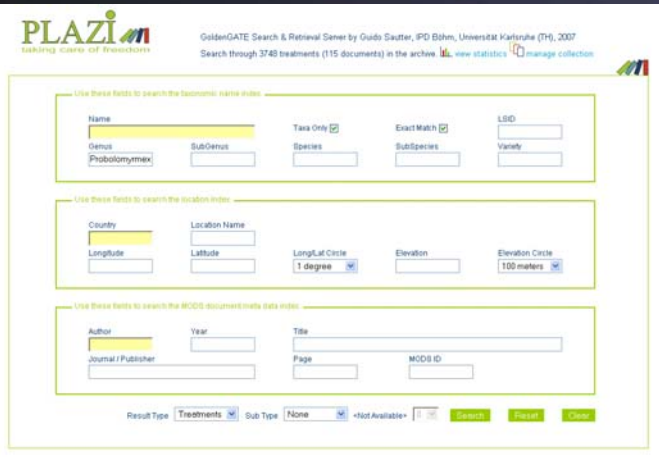 PLAZI
taking care of freedom
GoldenGATE Search & Retrieval Server by Guido Sautter, IPD Böhm, Universität Karlsruhe (TH), 2007
Search through 3748 treatments (115 documents) in the archive. view statistics manage collection
Use these fields to search the taxonomic name index
Name Taxa Only Exact Match LSID
Genus SubGenus Species SubSpecies Variety
Probolomyrmex
Use these fields to search the location index
Country Location Name
Longitude Latitude Long/Lat Circle Elevation Elevation Circle
1 degree 100 meters
Use these fields to search the MODS document meta data index
Author Year Title
Journal / Publisher Page MODS ID
Result Type Treatments Sub Type None <Not Available> Search Reset Clear